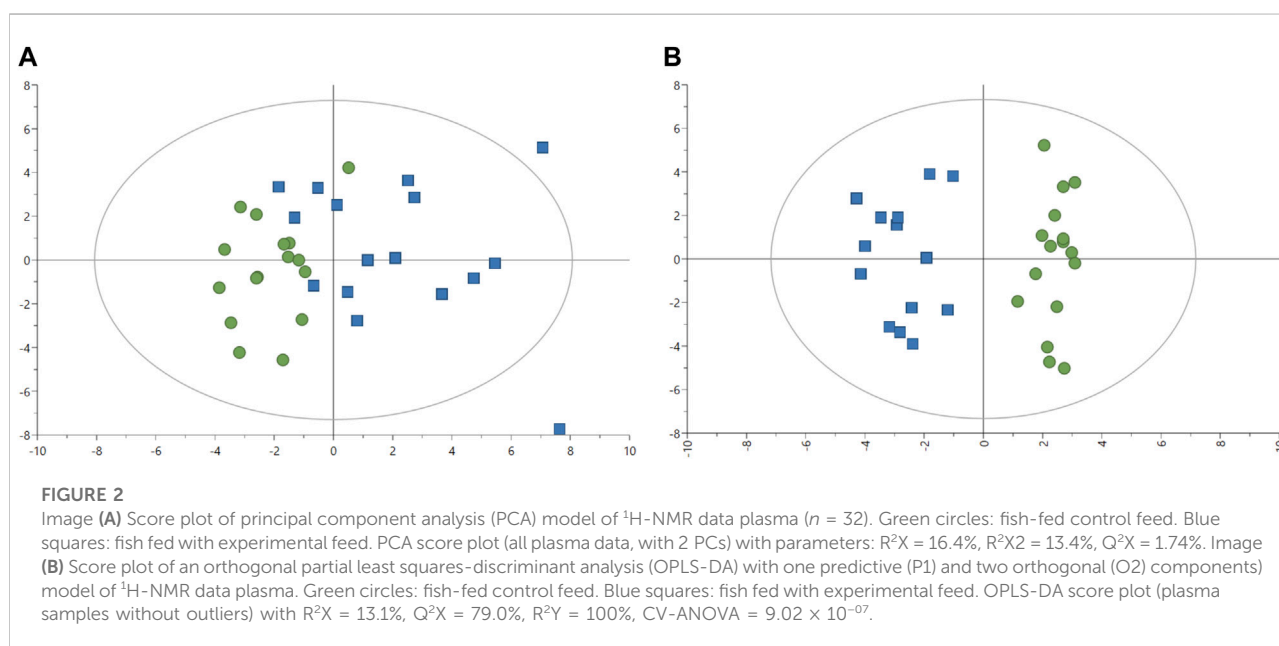 A
B
8
6
4
2
0
-2
-4
-6
-8
-10 -8 -6 -4 -2 0 2 4 6 8 10
8
6
4
2
0
-2
-4
-6
-8
-10 -8 -6 -4 -2 0 2 4 6 8 10
FIGURE 2
Image (A) Score plot of principal component analysis (PCA) model of ¹H-NMR data plasma (n = 32). Green circles: fish-fed control feed. Blue
squares: fish fed with experimental feed. PCA score plot (all plasma data, with 2 PCs) with parameters: R²X = 16.4%, R²X2 = 13.4%, Q²X = 1.74%. Image
(B) Score plot of an orthogonal partial least squares-discriminant analysis (OPLS-DA) with one predictive (P1) and two orthogonal (O2) components)
model of ¹H-NMR data plasma. Green circles: fish-fed control feed. Blue squares: fish fed with experimental feed. OPLS-DA score plot (plasma
samples without outliers) with R²X = 13.1%, Q²X = 79.0%, R²Y = 100%, CV-ANOVA = 9.02 × 10⁻⁰⁷.